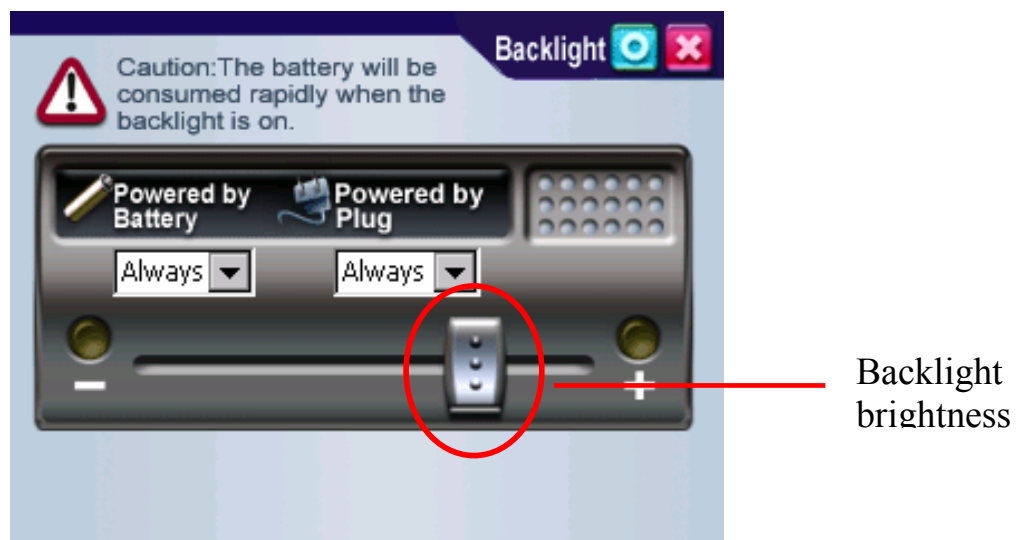 Backlight
Caution:The battery will be
consumed rapidly when the
backlight is on.
Powered by
Battery
Powered by
Plug
Always
Always
− +
Backlight
brightness